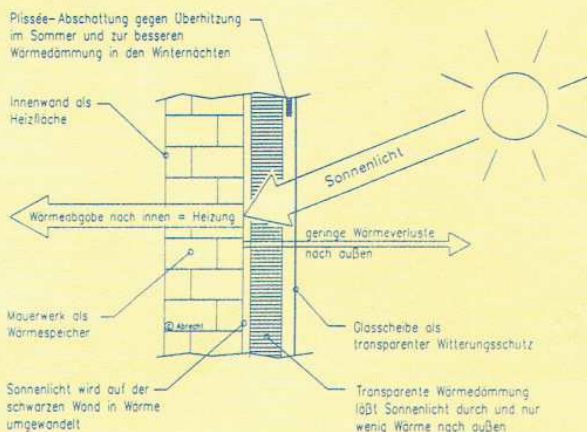 Plissée-Abschattung gegen Überhitzung
im Sommer und zur besseren
Wärmedämmung in den Winternächten
Innenwand als
Heizfläche
Sonnenlicht
Wärmeabgabe nach innen = Heizung
geringe Wärmeverluste
nach außen
Mauerwerk als
Wärmespeicher
© Abrecht
Glasscheibe als
transparenter Witterungsschutz
Sonnenlicht wird auf der
schwarzen Wand in Wärme
umgewandelt
Transparente Wärmedämmung
läßt Sonnenlicht durch und nur
wenig Wärme nach außen